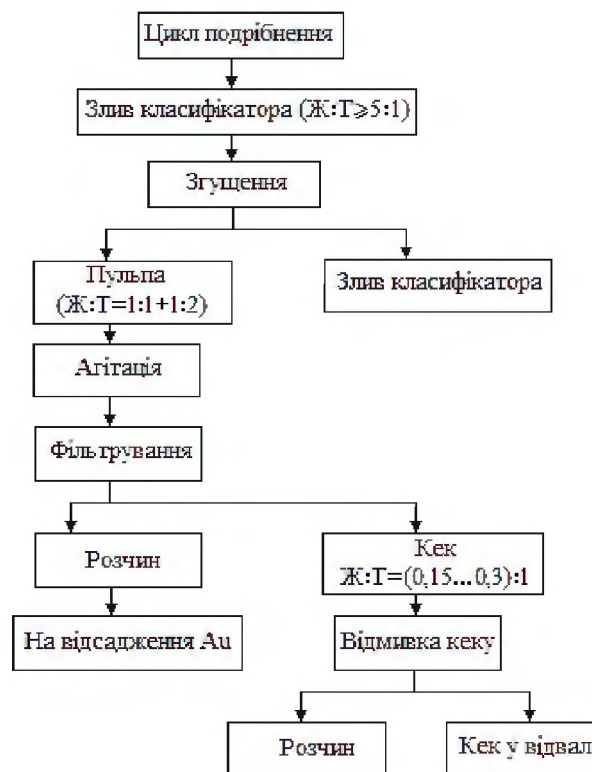 Цикл подрібнення
Злив класифікатора (Ж:Т⩾5:1)
Згущення
Пульпа
(Ж:Т=1:1+1:2)
Злив класифікатора
Агітація
Фільтрування
Розчин
Кек
Ж:Т=(0,15...0,3):1
На відсадження Au
Відмивка кеку
Розчин
Кек у відвал